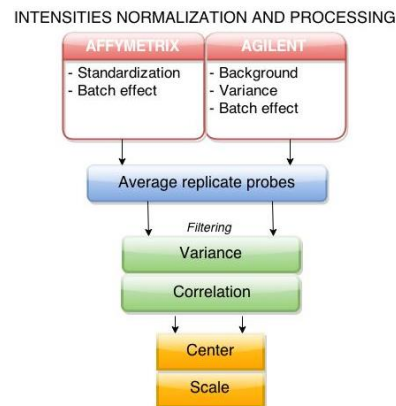 INTENSITIES NORMALIZATION AND PROCESSING
AFFYMETRIX
- Standardization
- Batch effect
AGILENT
- Background
- Variance
- Batch effect
Average replicate probes
Filtering
Variance
Correlation
Center
Scale